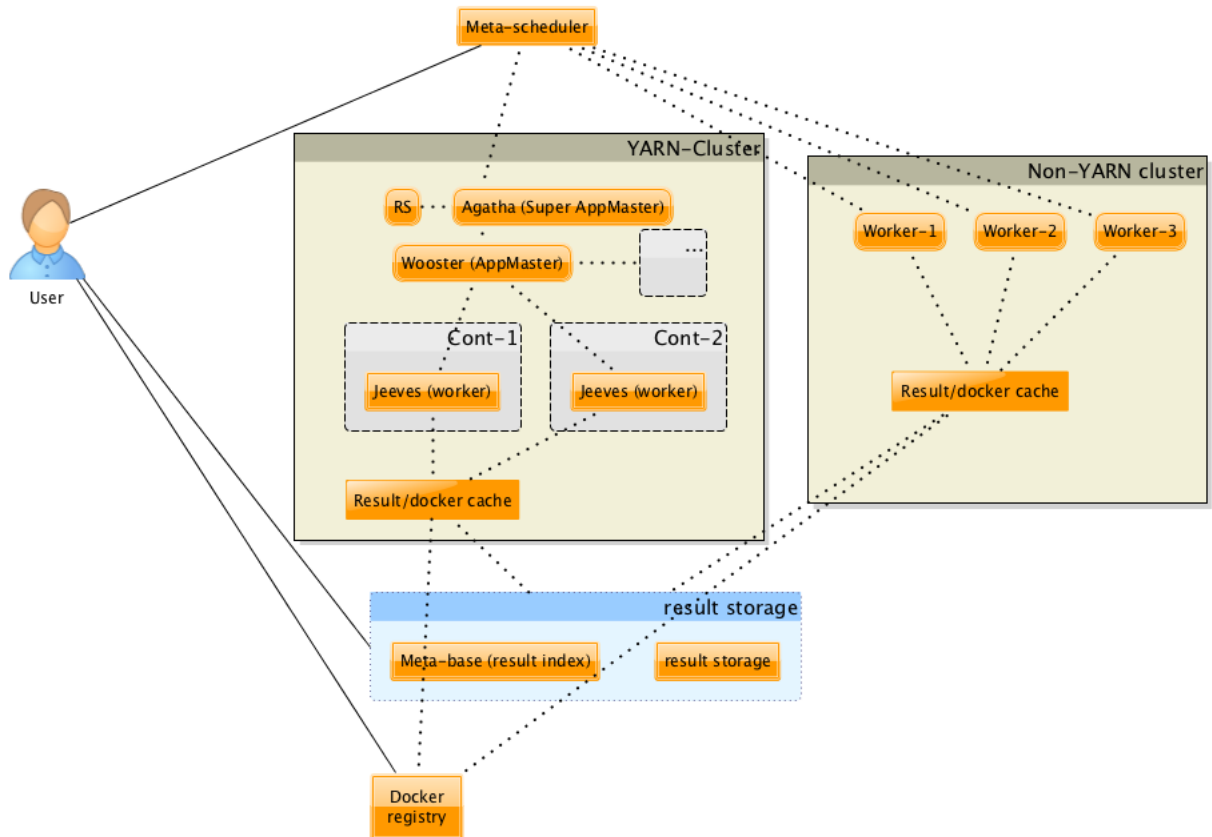 Meta-scheduler
YARN-Cluster
Non-YARN cluster
RS
Agatha (Super AppMaster)
Worker-1
Worker-2
Worker-3
...
Wooster (AppMaster)
User
Cont-1
Cont-2
Jeeves (worker)
Jeeves (worker)
Result/docker cache
Result/docker cache
result storage
Meta-base (result index)
result storage
Docker
registry